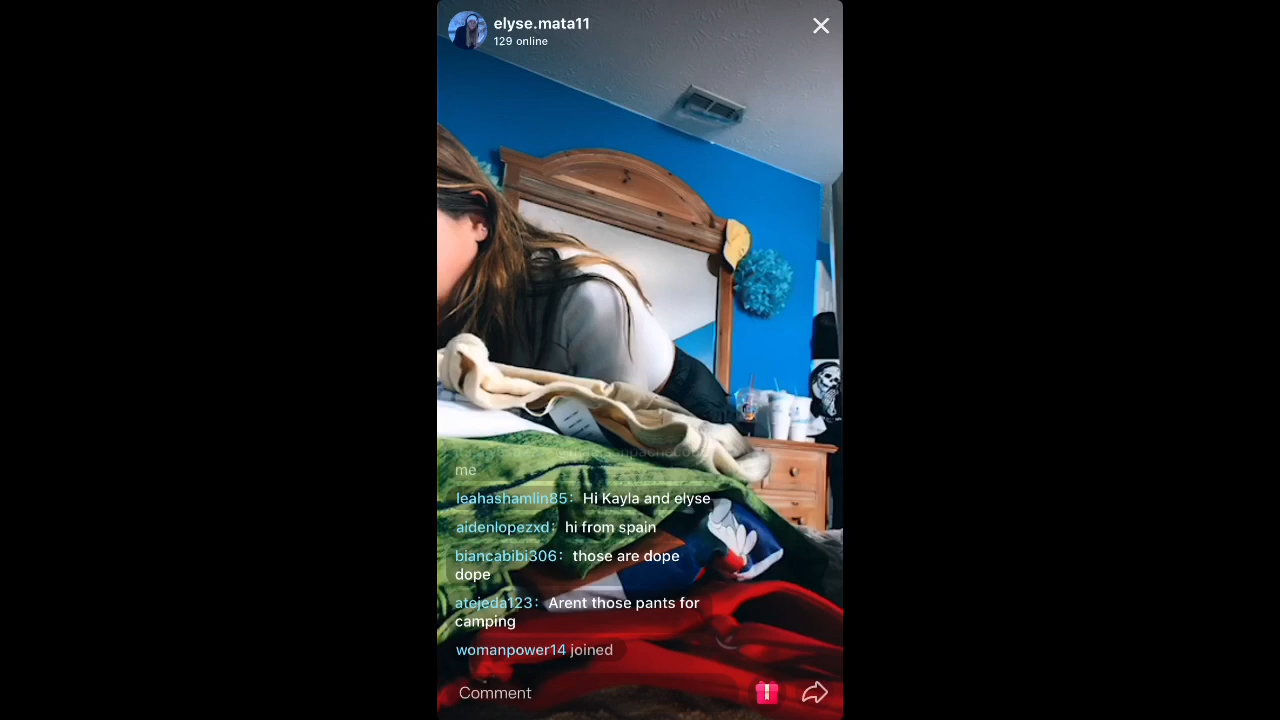 elyse.mata11
129 online
me
leahashamlin85: Hi Kayla and elyse
aidenlopezxd: hi from spain
biancabibi306: those are dope
dope
atejeda123: Arent those pants for
camping
womanpower14 joined
Comment